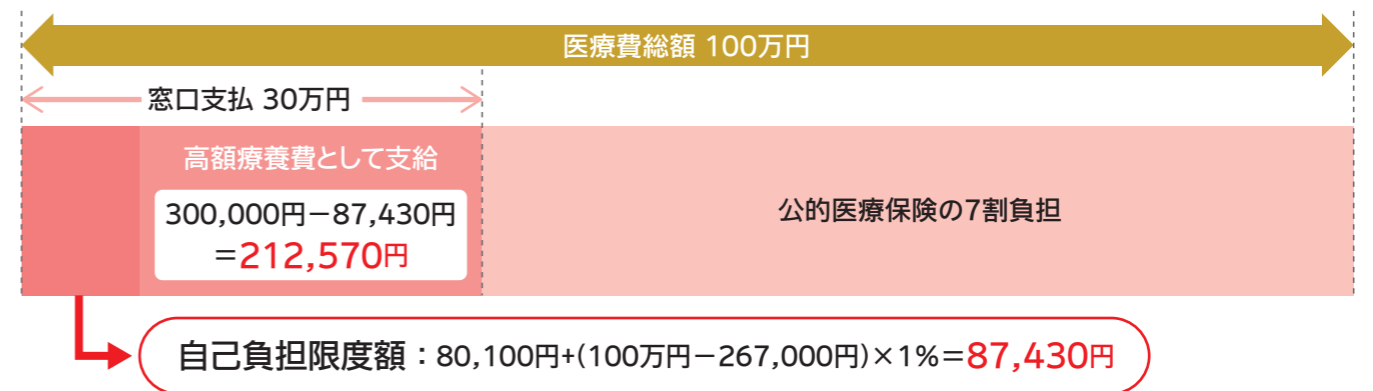 医療費総額 100万円
窓口支払 30万円
高額療養費として支給
300,000円－87,430円
＝212,570円
公的医療保険の7割負担
自己負担限度額：80,100円+(100万円－267,000円)×1%＝87,430円